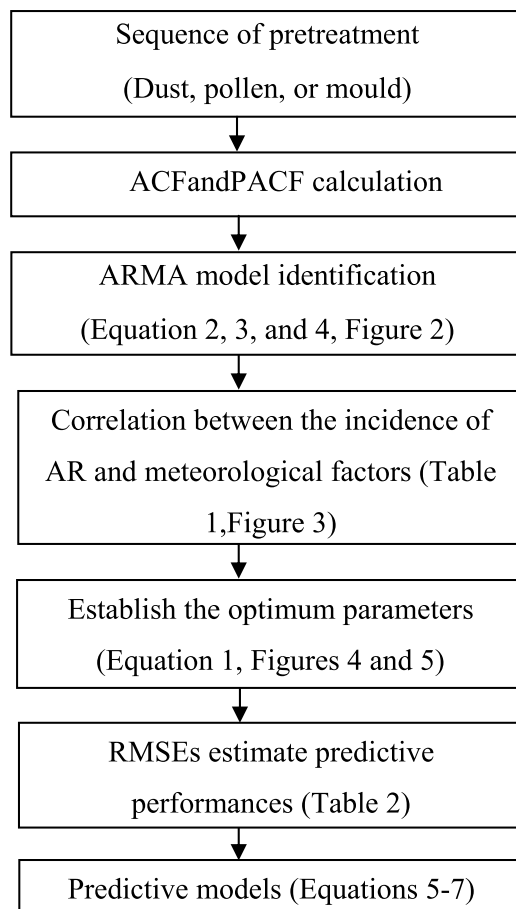 Sequence of pretreatment
(Dust, pollen, or mould)
ACFandPACF calculation
ARMA model identification
(Equation 2, 3, and 4, Figure 2)
Correlation between the incidence of
AR and meteorological factors (Table
1,Figure 3)
Establish the optimum parameters
(Equation 1, Figures 4 and 5)
RMSEs estimate predictive
performances (Table 2)
Predictive models (Equations 5-7)